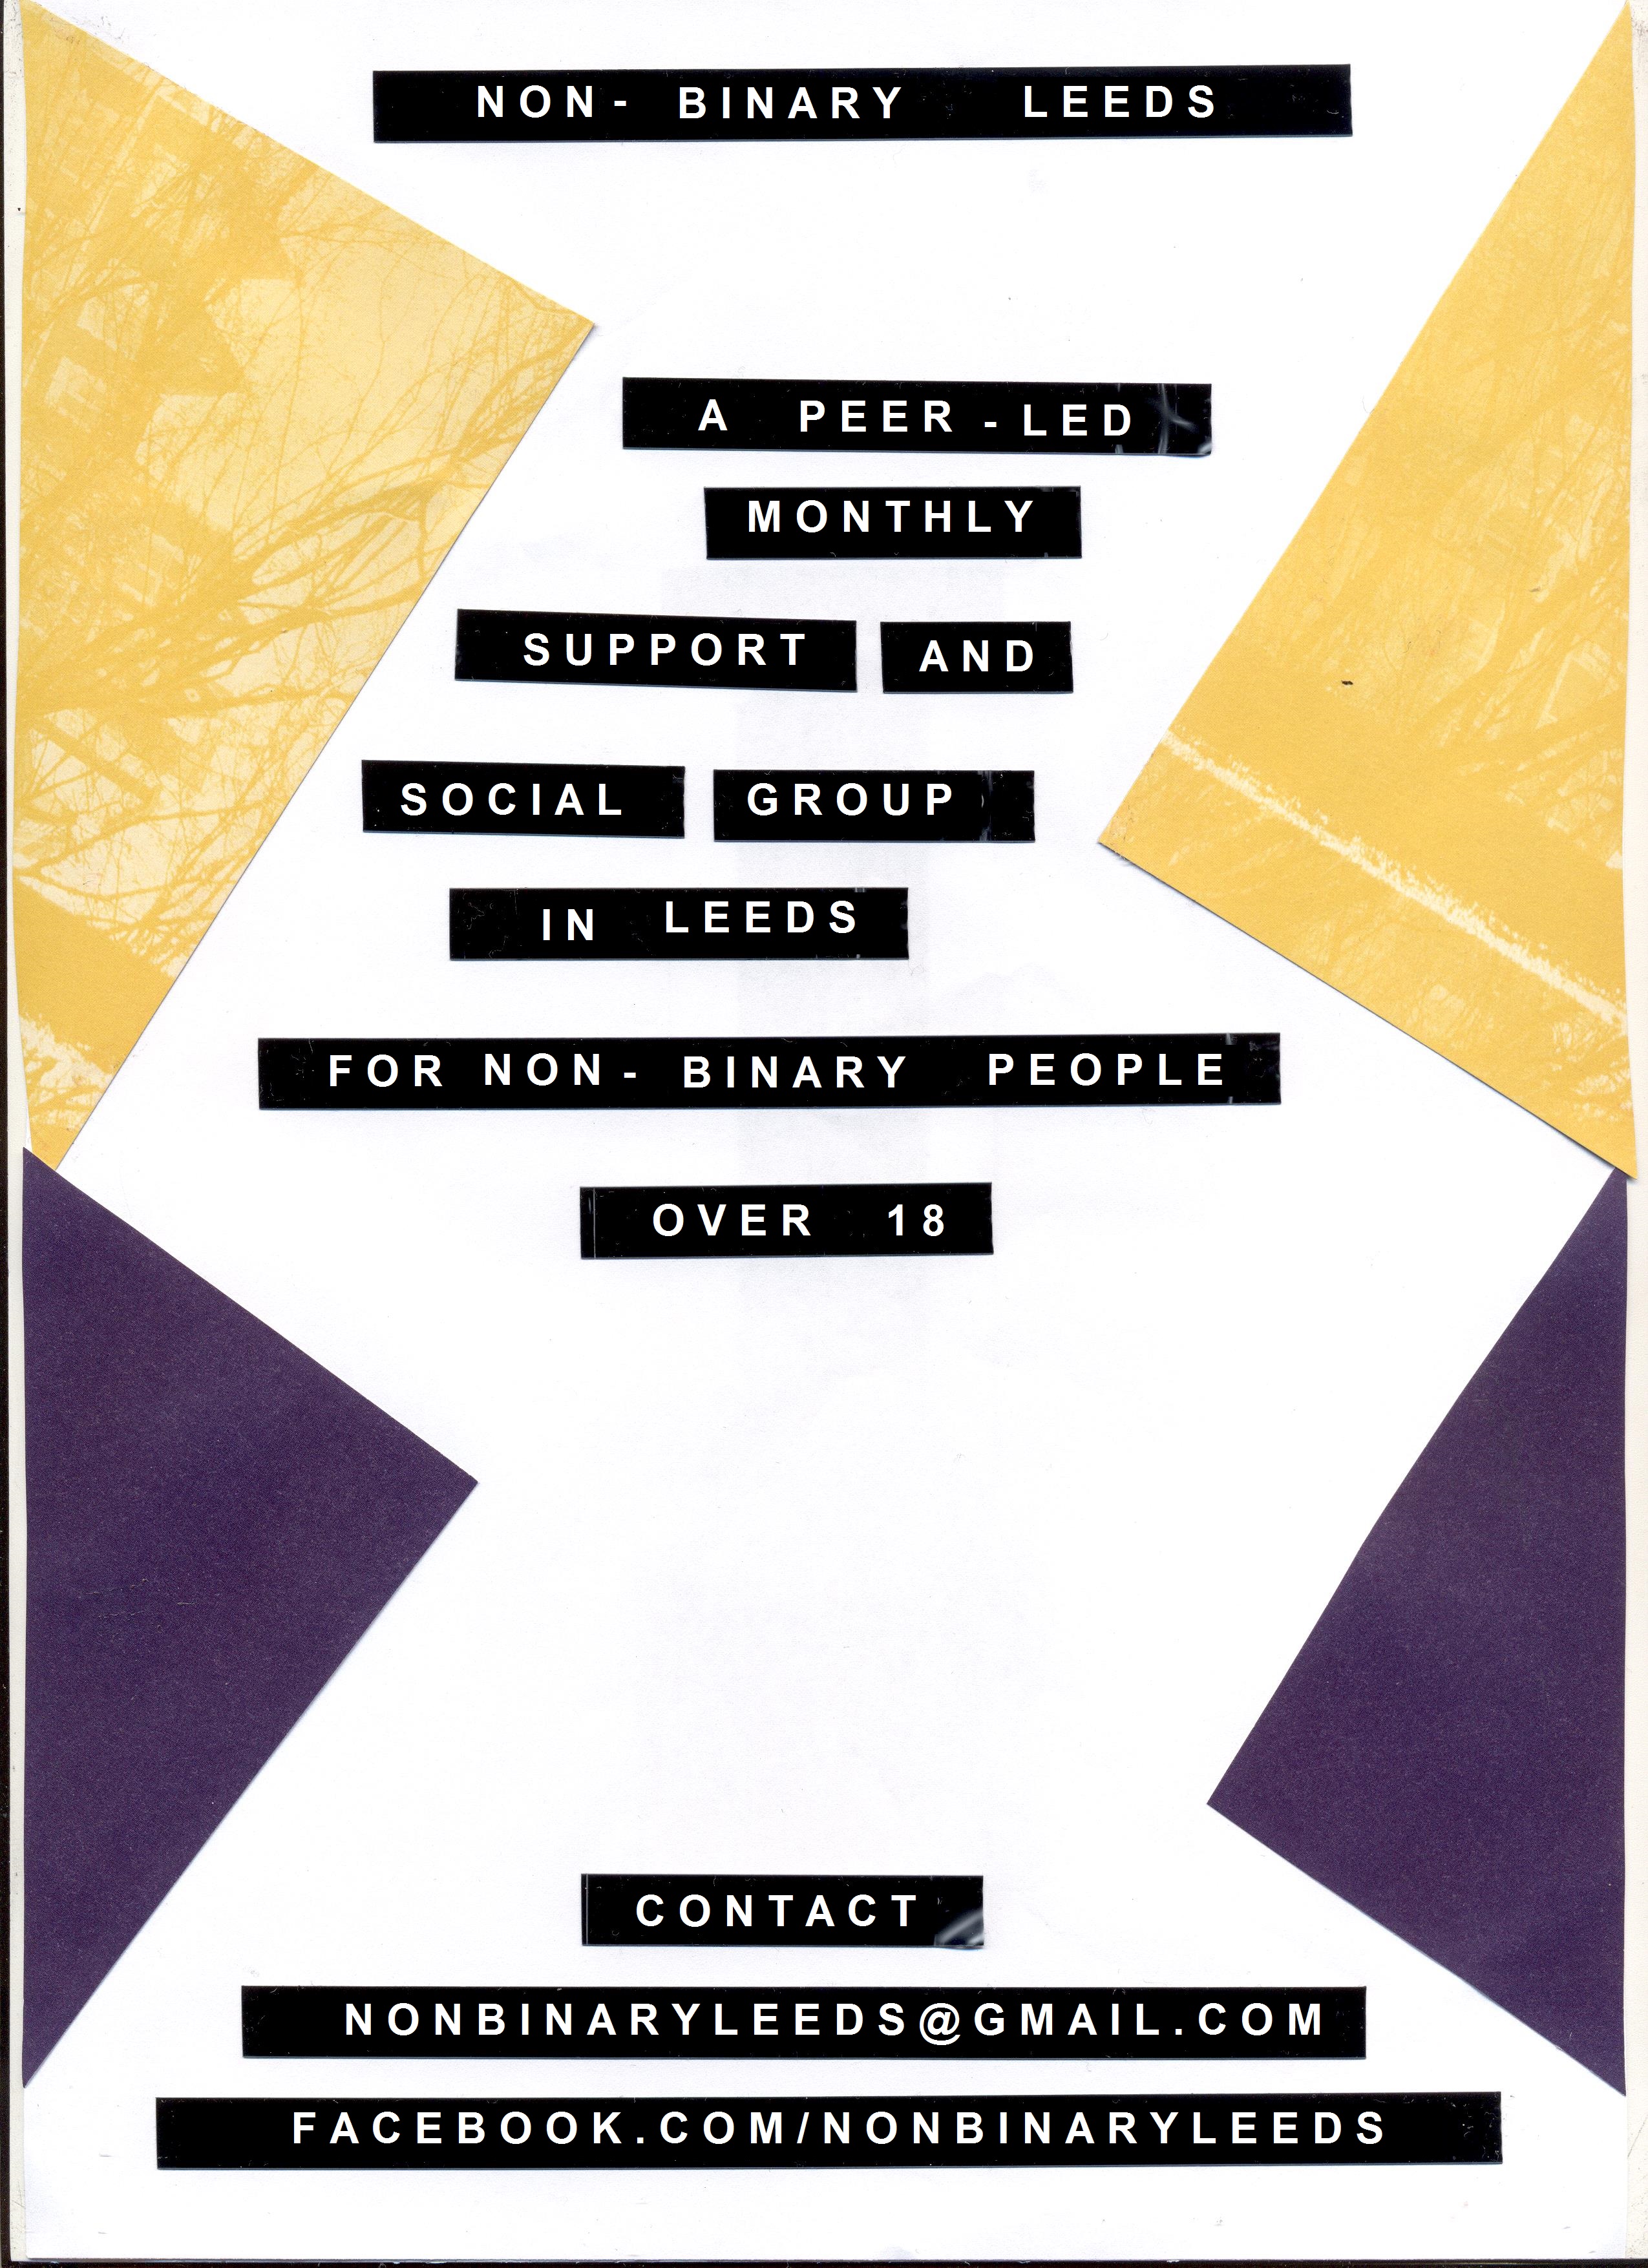 NON- BINARY LEEDS
A PEER-LED
MONTHLY
SUPPORT AND
SOCIAL GROUP
IN LEEDS
FOR NON- BINARY PEOPLE
OVER 18
CONTACT
NONBINARYLEEDS@GMAIL.COM
FACEBOOK.COM/NONBINARYLEEDS